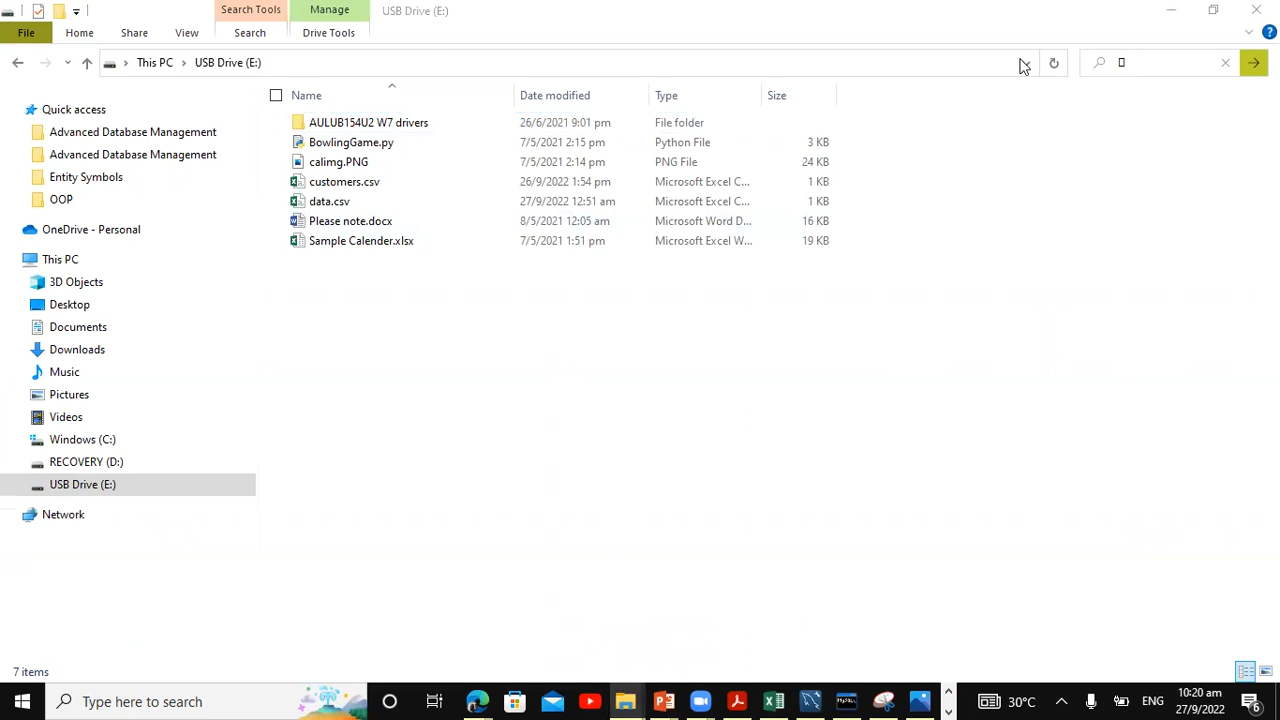 Search Tools Manage USB Drive (E:)
File Home Share View Search Drive Tools
This PC USB Drive (E:)
Name Date modified Type Size
Quick access
Advanced Database Management
Advanced Database Management
Entity Symbols
OOP
OneDrive - Personal
This PC
3D Objects
Desktop
Documents
Downloads
Music
Pictures
Videos
Windows (C:)
RECOVERY (D:)
USB Drive (E:)
Network
AULUB154U2 W7 drivers 26/6/2021 9:01 pm File folder
BowlingGame.py 7/5/2021 2:15 pm Python File 3 KB
calimg.PNG 7/5/2021 2:14 pm PNG File 24 KB
customers.csv 26/9/2022 1:54 pm Microsoft Excel C... 1 KB
data.csv 27/9/2022 12:51 am Microsoft Excel C... 1 KB
Please note.docx 8/5/2021 12:05 am Microsoft Word D... 16 KB
Sample Calender.xlsx 7/5/2021 1:51 pm Microsoft Excel W... 19 KB
7 items
Type here to search
30°C ENG 10:20 am
27/9/2022 6